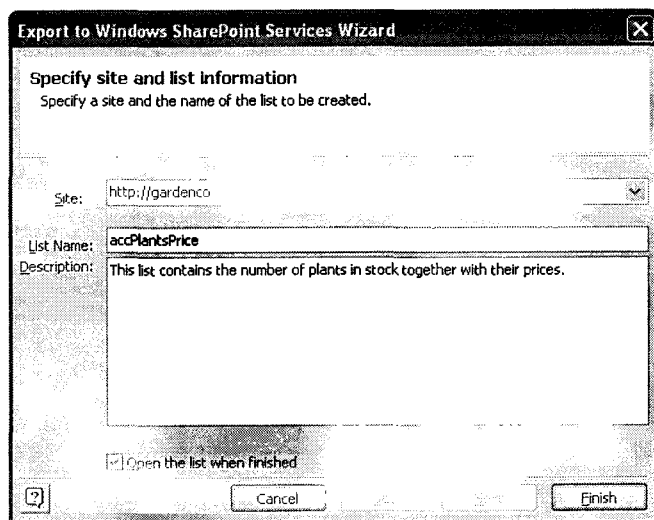 Export to Windows SharePoint Services Wizard
Specify site and list information
Specify a site and the name of the list to be created.
Site: http://gardenco
List Name: accPlantsPrice
Description: This list contains the number of plants in stock together with their prices.
Open the list when finished
Cancel Finish